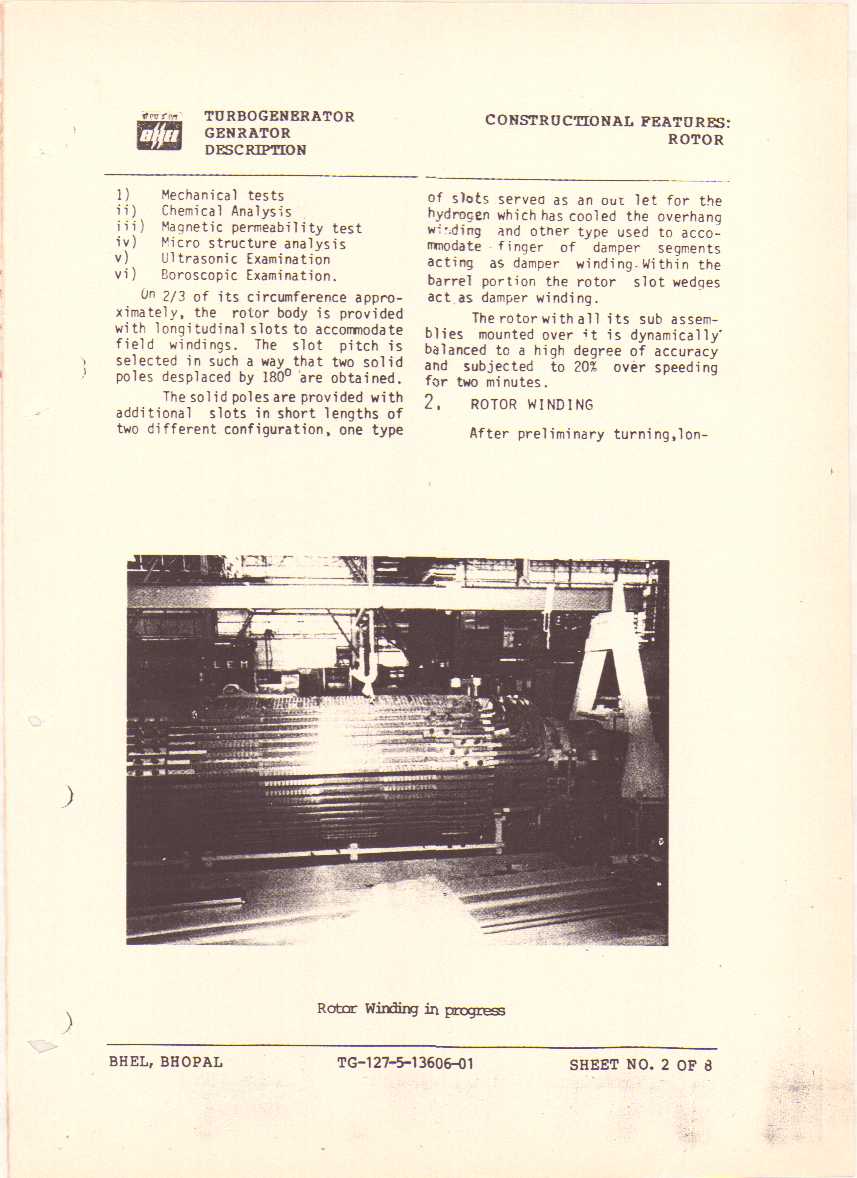 BHEL
TURBOGENERATOR
GENRATOR
DESCRIPTION
CONSTRUCTIONAL FEATURES:
ROTOR
i) Mechanical tests
ii) Chemical Analysis
iii) Magnetic permeability test
iv) Micro structure analysis
v) Ultrasonic Examination
vi) Boroscopic Examination.
On 2/3 of its circumference appro-
ximately, the rotor body is provided
with longitudinal slots to accommodate
field windings. The slot pitch is
selected in such a way that two solid
poles desplaced by 180⁰ are obtained.
The solid poles are provided with
additional slots in short lengths of
two different configuration, one type
of slots served as an out let for the
hydrogen which has cooled the overhang
winding and other type used to acco-
mmodate finger of damper segments
acting as damper winding. Within the
barrel portion the rotor slot wedges
act as damper winding.
The rotor with all its sub assem-
blies mounted over it is dynamically
balanced to a high degree of accuracy
and subjected to 20% over speeding
for two minutes.
2. ROTOR WINDING
After preliminary turning,lon-
LEM
Rotor Winding in progress
BHEL, BHOPAL TG-127-5-13606-01 SHEET NO. 2 OF 8